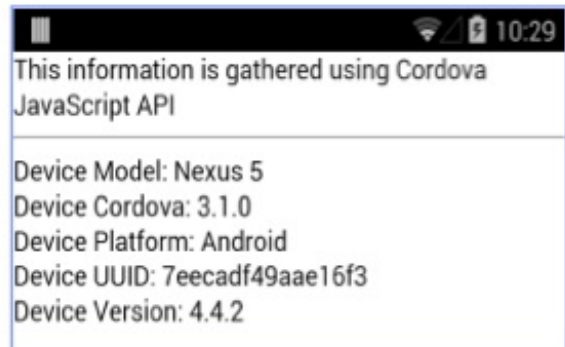 10:29
This information is gathered using Cordova
JavaScript API
Device Model: Nexus 5
Device Cordova: 3.1.0
Device Platform: Android
Device UUID: 7eecadf49aae16f3
Device Version: 4.4.2